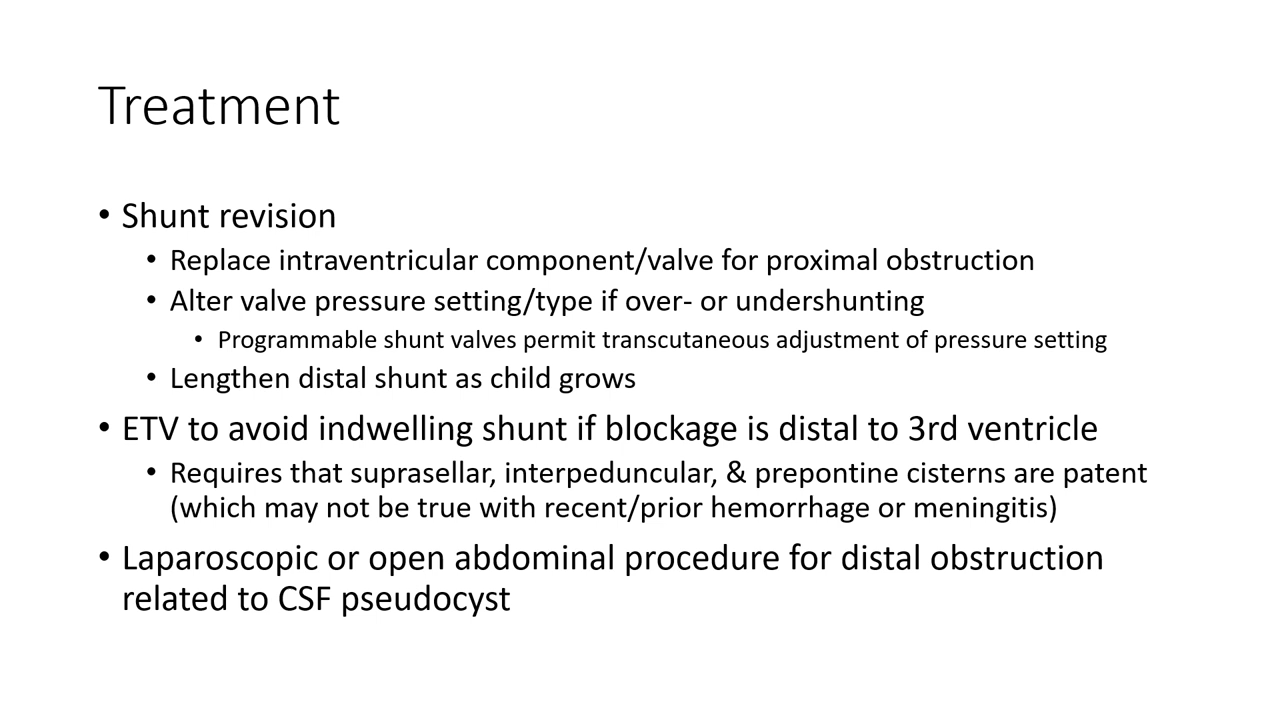 Treatment
• Shunt revision
• Replace intraventricular component/valve for proximal obstruction
• Alter valve pressure setting/type if over- or undershunting
• Programmable shunt valves permit transcutaneous adjustment of pressure setting
• Lengthen distal shunt as child grows
• ETV to avoid indwelling shunt if blockage is distal to 3rd ventricle
• Requires that suprasellar, interpeduncular, & prepontine cisterns are patent
(which may not be true with recent/prior hemorrhage or meningitis)
• Laparoscopic or open abdominal procedure for distal obstruction
related to CSF pseudocyst